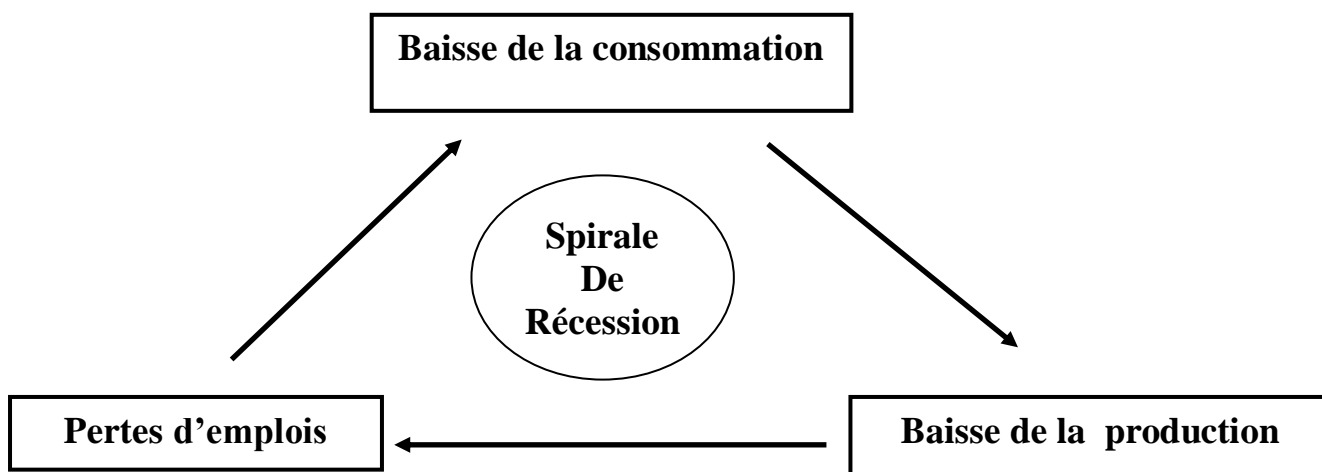 Baisse de la consommation
Spirale
De
Récession
Pertes d’emplois
Baisse de la  production